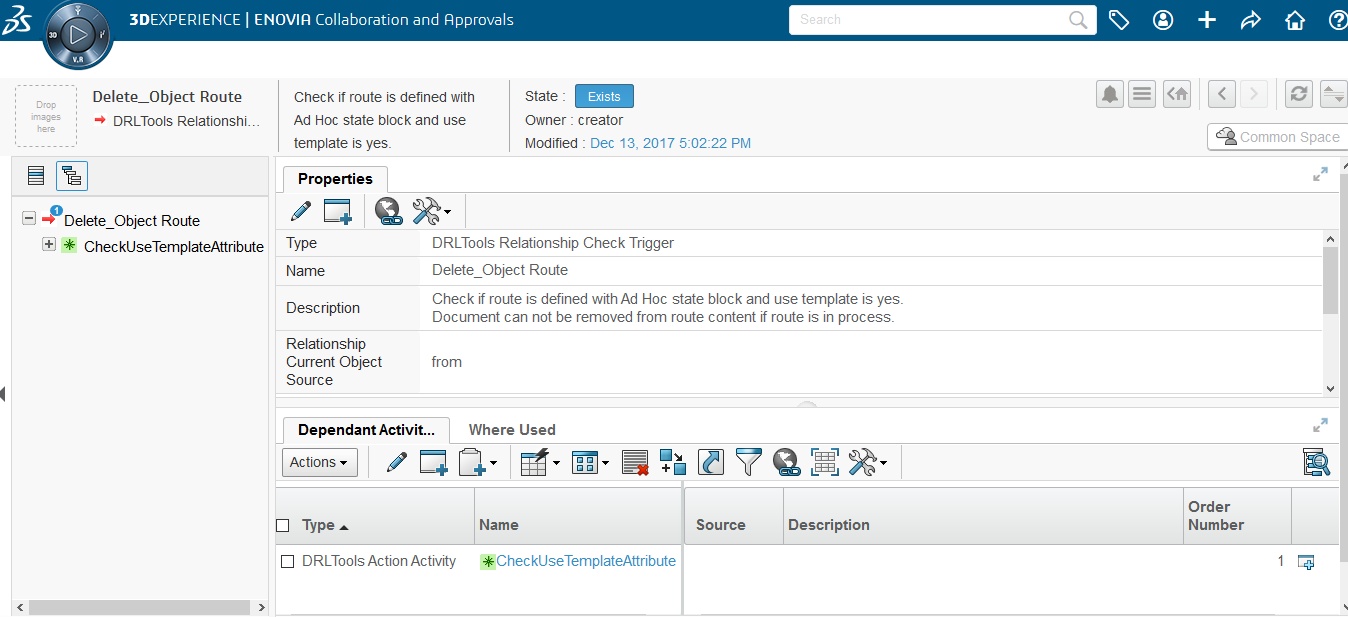 3DEXPERIENCE | ENOVIA Collaboration and Approvals
Search
3D
V.R
Drop
images
here
Delete_Object Route
DRLTools Relationshi...
Check if route is defined with
Ad Hoc state block and use
template is yes.
State : Exists
Owner : creator
Modified : Dec 13, 2017 5:02:22 PM
Common Space
1
Delete_Object Route
CheckUseTemplateAttribute
Properties
Type DRLTools Relationship Check Trigger
Name Delete_Object Route
Description
Check if route is defined with Ad Hoc state block and use template is yes.
Document can not be removed from route content if route is in process.
Relationship
Current Object
Source
from
Dependant Activit...
Where Used
Actions
Type Name Source Description Order
Number
DRLTools Action Activity CheckUseTemplateAttribute 1